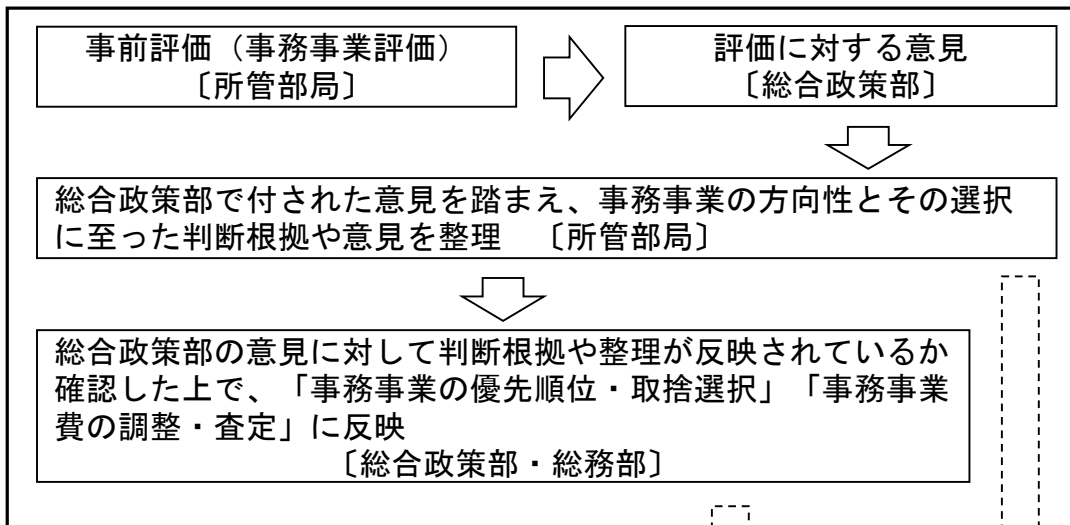 事前評価（事務事業評価）
〔所管部局〕
評価に対する意見
〔総合政策部〕
総合政策部で付された意見を踏まえ、事務事業の方向性とその選択
に至った判断根拠や意見を整理　〔所管部局〕
総合政策部の意見に対して判断根拠や整理が反映されているか
確認した上で、「事務事業の優先順位・取捨選択」「事務事業
費の調整・査定」に反映
〔総合政策部・総務部〕